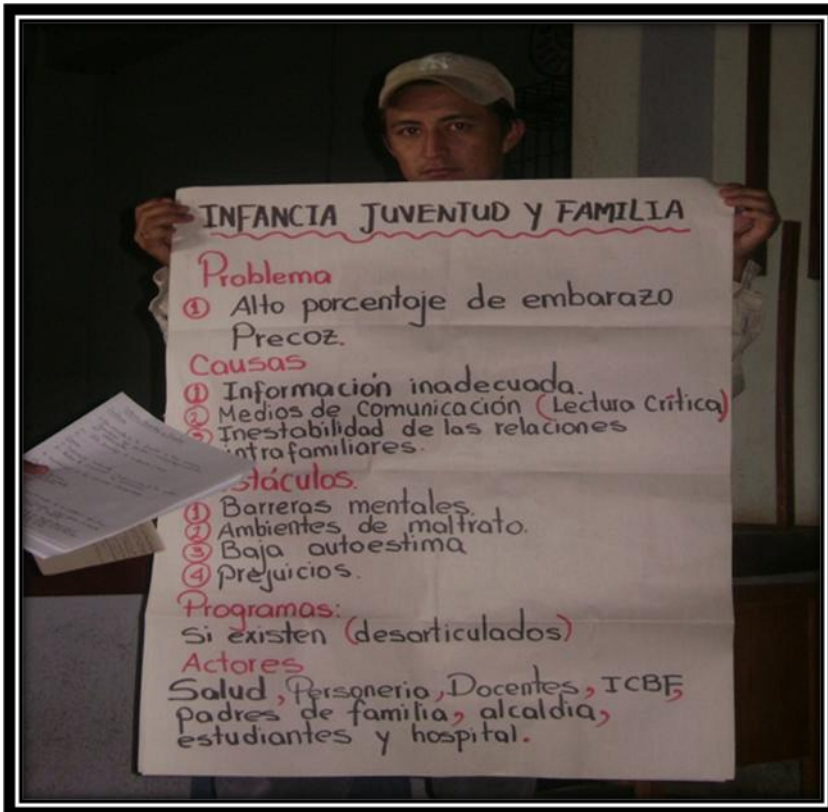 INFANCIA JUVENTUD Y FAMILIA
Problema
① Alto porcentaje de embarazo
Precoz.
Causas
① Información inadecuada.
② Medios de comunicación (Lectura Crítica)
③ Inestabilidad de las relaciones
intrafamiliares.
stáculos.
① Barreras mentales.
② Ambientes de maltrato.
③ Baja autoestima
④ prejuicios.
Programas:
Si existen (desarticulados)
Actores
Salud, Personeria, Docentes, ICBF,
padres de familia, alcaldia,
estudiantes y hospital.